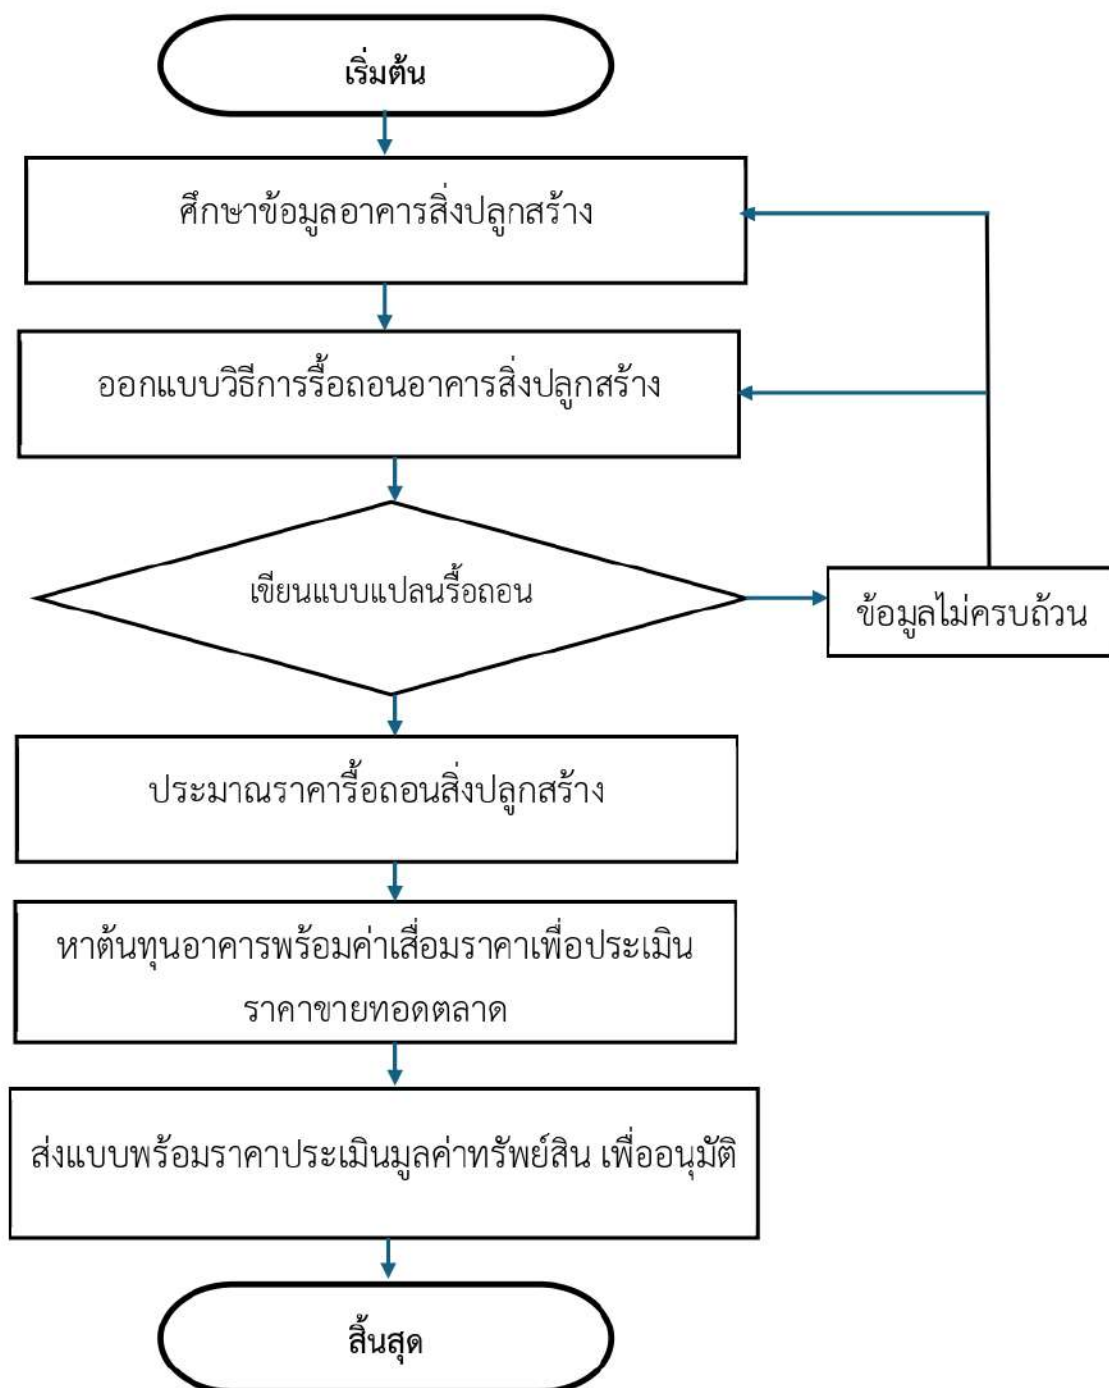 เริ่มต้น
ศึกษาข้อมูลอาคารสิ่งปลูกสร้าง
ออกแบบวิธีการรื้อถอนอาคารสิ่งปลูกสร้าง
เขียนแบบแปลนรื้อถอน
ข้อมูลไม่ครบถ้วน
ประมาณราคารื้อถอนสิ่งปลูกสร้าง
หาต้นทุนอาคารพร้อมค่าเสื่อมราคาเพื่อประเมิน
ราคาขายทอดตลาด
ส่งแบบพร้อมราคาประเมินมูลค่าทรัพย์สิน เพื่ออนุมัติ
สิ้นสุด